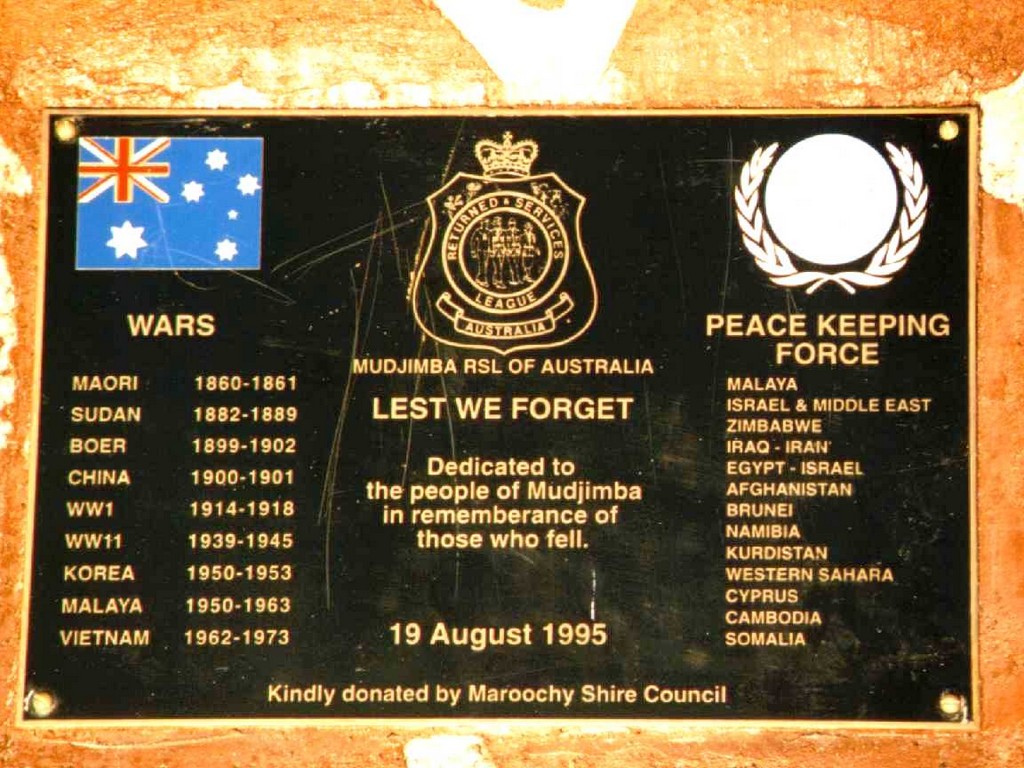 RETURNED & SERVICES
LEAGUE
AUSTRALIA
MUDJIMBA RSL OF AUSTRALIA
LEST WE FORGET
Dedicated to
the people of Mudjimba
in rememberance of
those who fell.
19 August 1995
WARS
MAORI 1860-1861
SUDAN 1882-1889
BOER 1899-1902
CHINA 1900-1901
WW1 1914-1918
WW11 1939-1945
KOREA 1950-1953
MALAYA 1950-1963
VIETNAM 1962-1973
PEACE KEEPING
FORCE
MALAYA
ISRAEL & MIDDLE EAST
ZIMBABWE
IRAQ - IRAN
EGYPT - ISRAEL
AFGHANISTAN
BRUNEI
NAMIBIA
KURDISTAN
WESTERN SAHARA
CYPRUS
CAMBODIA
SOMALIA
Kindly donated by Maroochy Shire Council